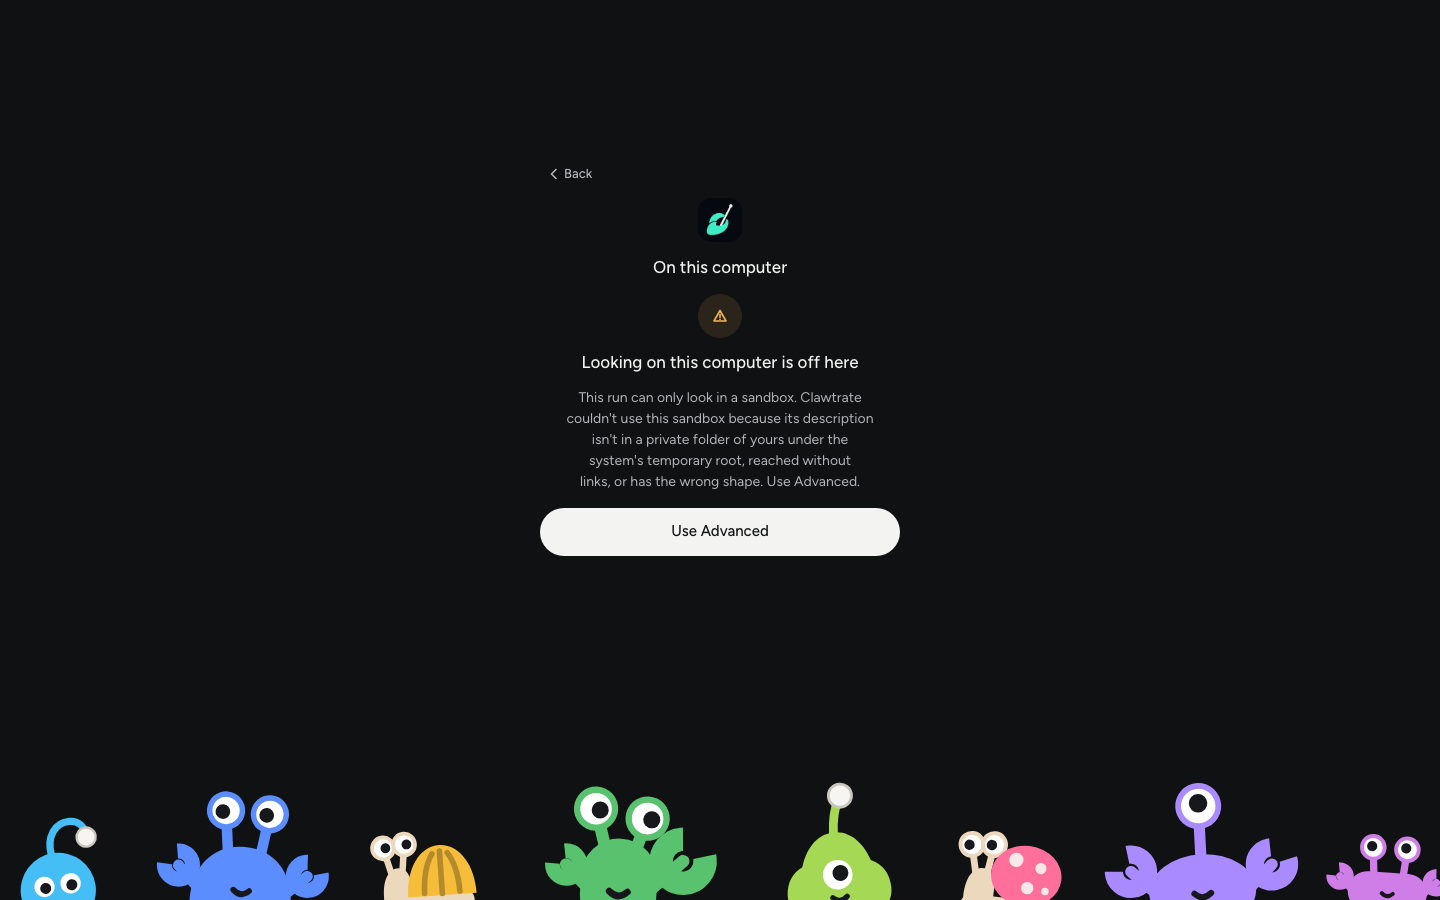 Back
On this computer
Looking on this computer is off here
This run can only look in a sandbox. Clawtrate
couldn't use this sandbox because its description
isn't in a private folder of yours under the
system's temporary root, reached without
links, or has the wrong shape. Use Advanced.
Use Advanced